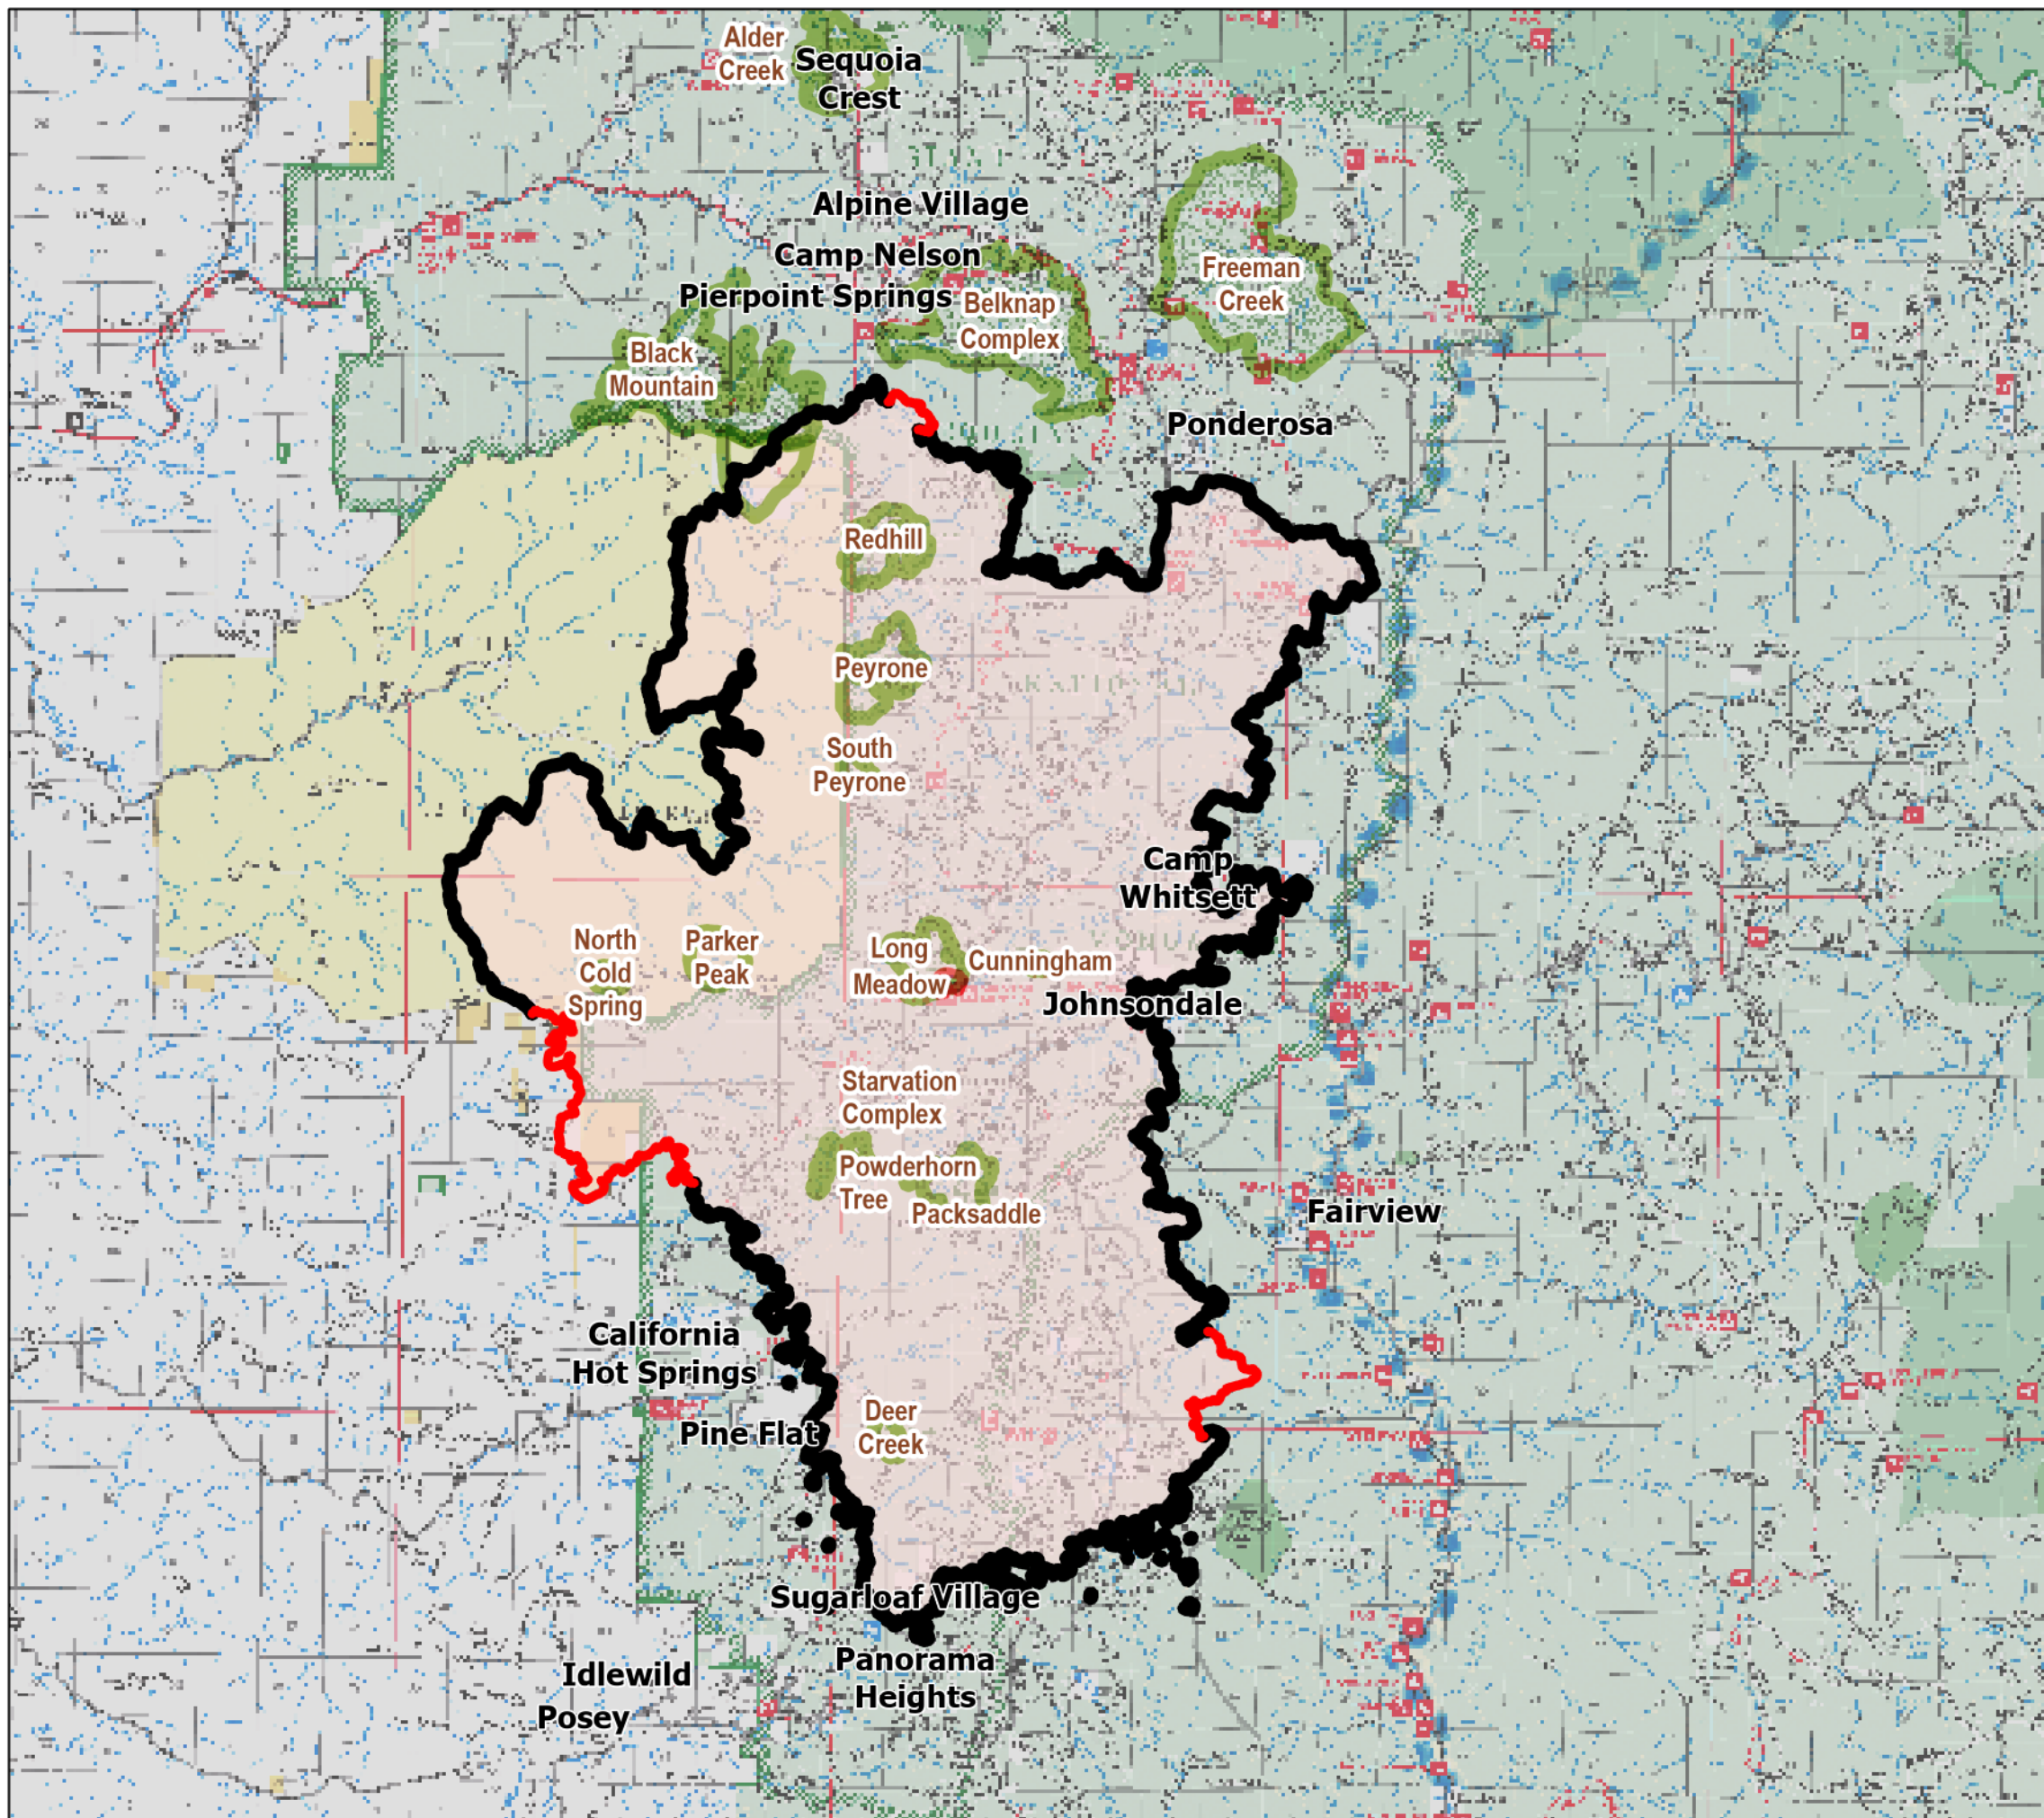 Alder
Creek
Sequoia
Crest
Alpine Village
Camp Nelson
Pierpoint Springs
Belknap
Complex
Freeman
Creek
Black
Mountain
Ponderosa
Redhill
Peyrone
South
Peyrone
Camp
Whitsett
North
Cold
Spring
Parker
Peak
Long
Meadow
Cunningham
Johnsondale
Starvation
Complex
Powderhorn
Tree
Packsaddle
Fairview
California
Hot Springs
Pine Flat
Deer
Creek
Sugarloaf Village
Panorama
Heights
Idlewild
Posey